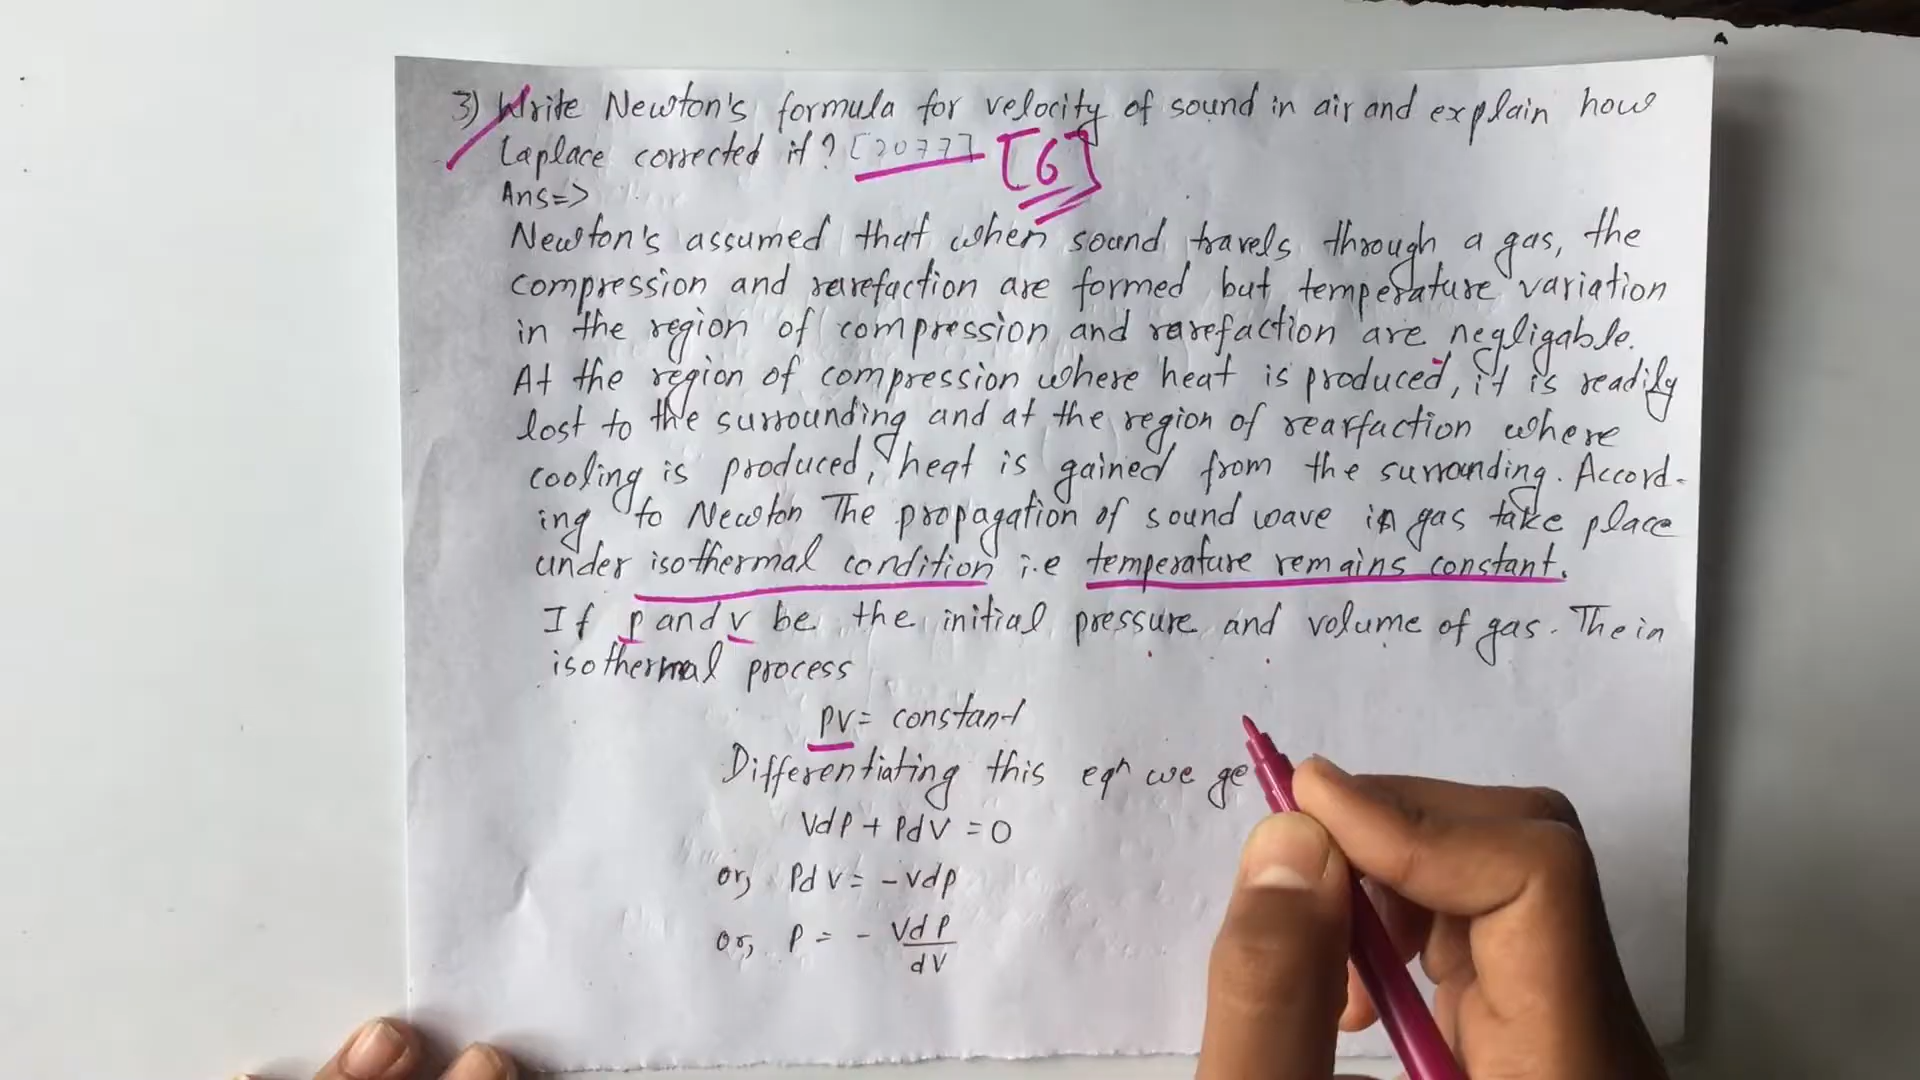 3) Write Newton's formula for velocity of sound in air and explain how
Laplace corrected it? [2077] [6]
Ans=>
Newton's assumed that when sound travels through a gas, the
compression and rarefaction are formed but temperature variation
in the region of compression and rarefaction are negligable.
At the region of compression where heat is produced, it is readily
lost to the surrounding and at the region of rearfaction where
cooling is produced, heat is gained from the surrounding. Accord-
ing to Newton The propagation of sound wave in gas take place
under isothermal condition i.e temperature remains constant.
If p and v be the initial pressure and volume of gas. The in
isothermal process
pv= constant
Differentiating this eqn we ge
VdP + PdV = 0
or, PdV = -Vdp
or, P = - VdP/dV